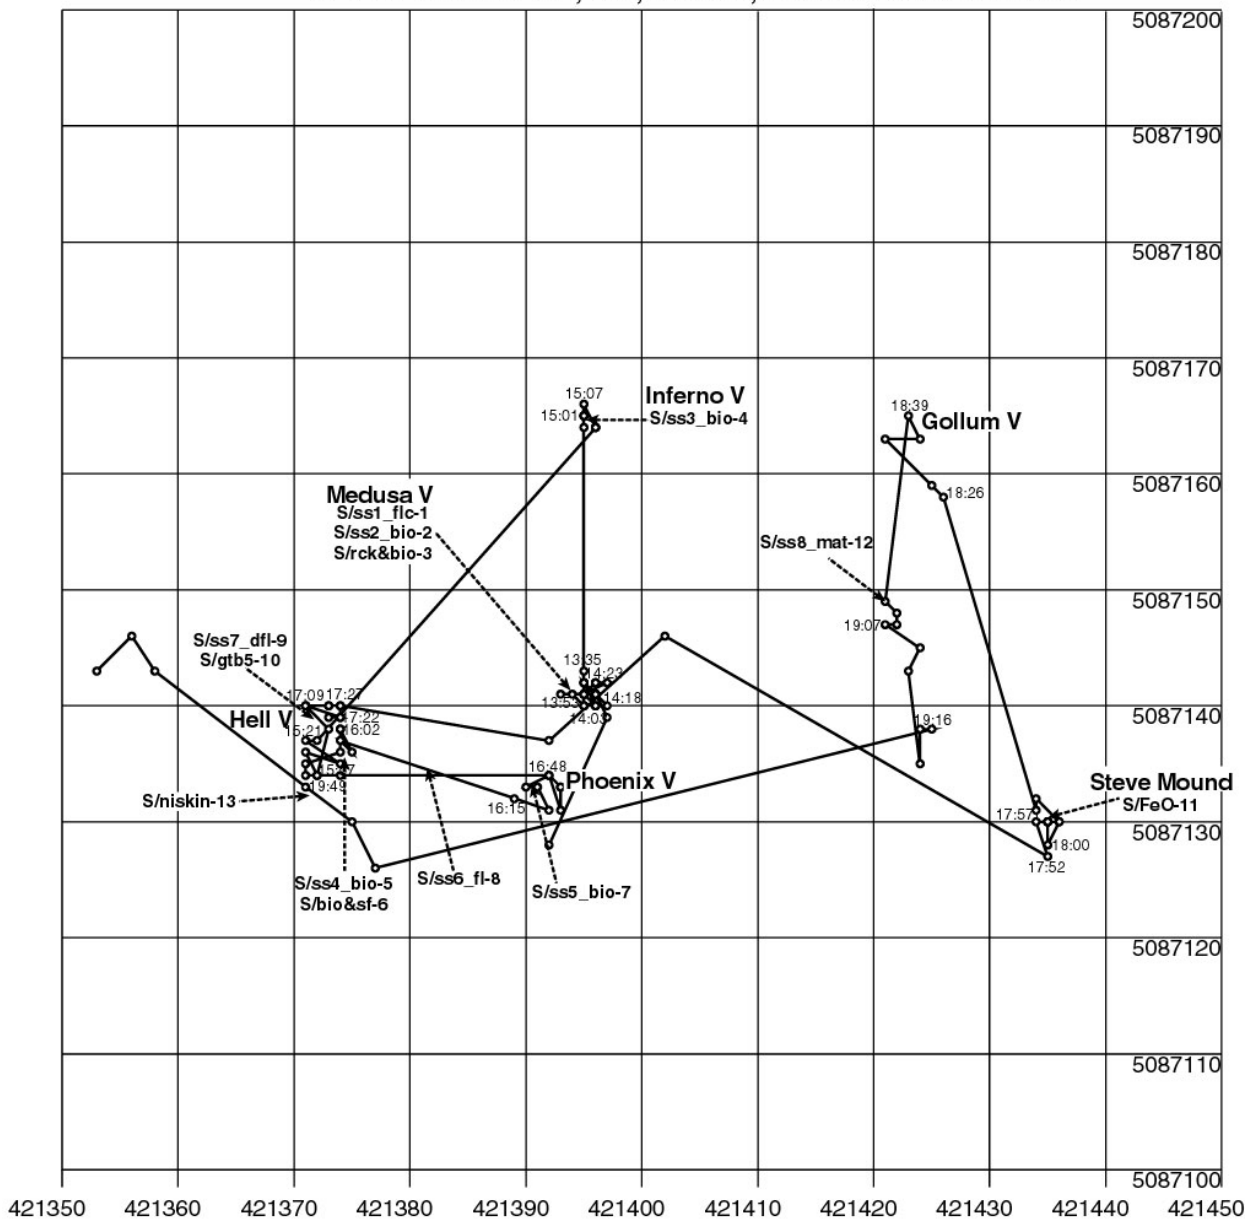 5087200
5087190
5087180
5087170
15:07
Inferno V
15:01
S/ss3_bio-4
18:39
Gollum V
5087160
18:26
Medusa V
S/ss1_flc-1
S/ss2_bio-2
S/rck&bio-3
S/ss8_mat-12
5087150
19:07
S/ss7_dfl-9
S/gtb5-10
13:35
14:23
17:09
17:27
13:53
14:18
14:03
5087140
Hell V
17:22
15:21
16:02
19:16
16:48
Phoenix V
19:49
Steve Mound
S/FeO-11
S/niskin-13
16:15
17:57
5087130
18:00
17:52
S/ss4_bio-5
S/bio&sf-6
S/ss6_fl-8
S/ss5_bio-7
5087120
5087110
5087100
421350
421360
421370
421380
421390
421400
421410
421420
421430
421440
421450